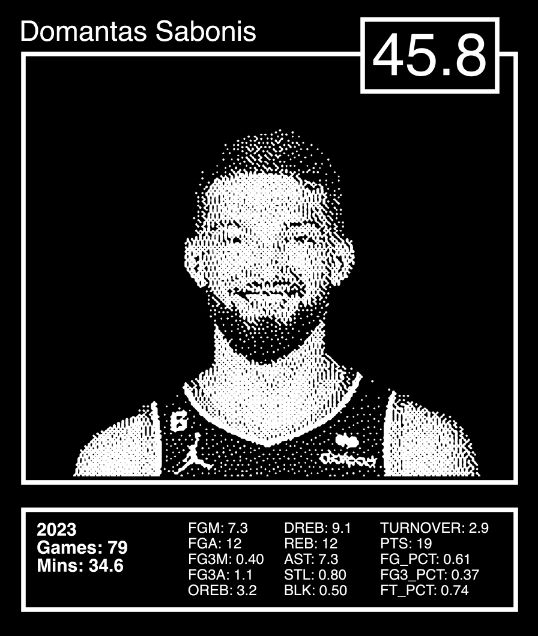 Domantas Sabonis
45.8
6
2023
Games: 79
Mins: 34.6
FGM: 7.3
FGA: 12
FG3M: 0.40
FG3A: 1.1
OREB: 3.2
DREB: 9.1
REB: 12
AST: 7.3
STL: 0.80
BLK: 0.50
TURNOVER: 2.9
PTS: 19
FG_PCT: 0.61
FG3_PCT: 0.37
FT_PCT: 0.74